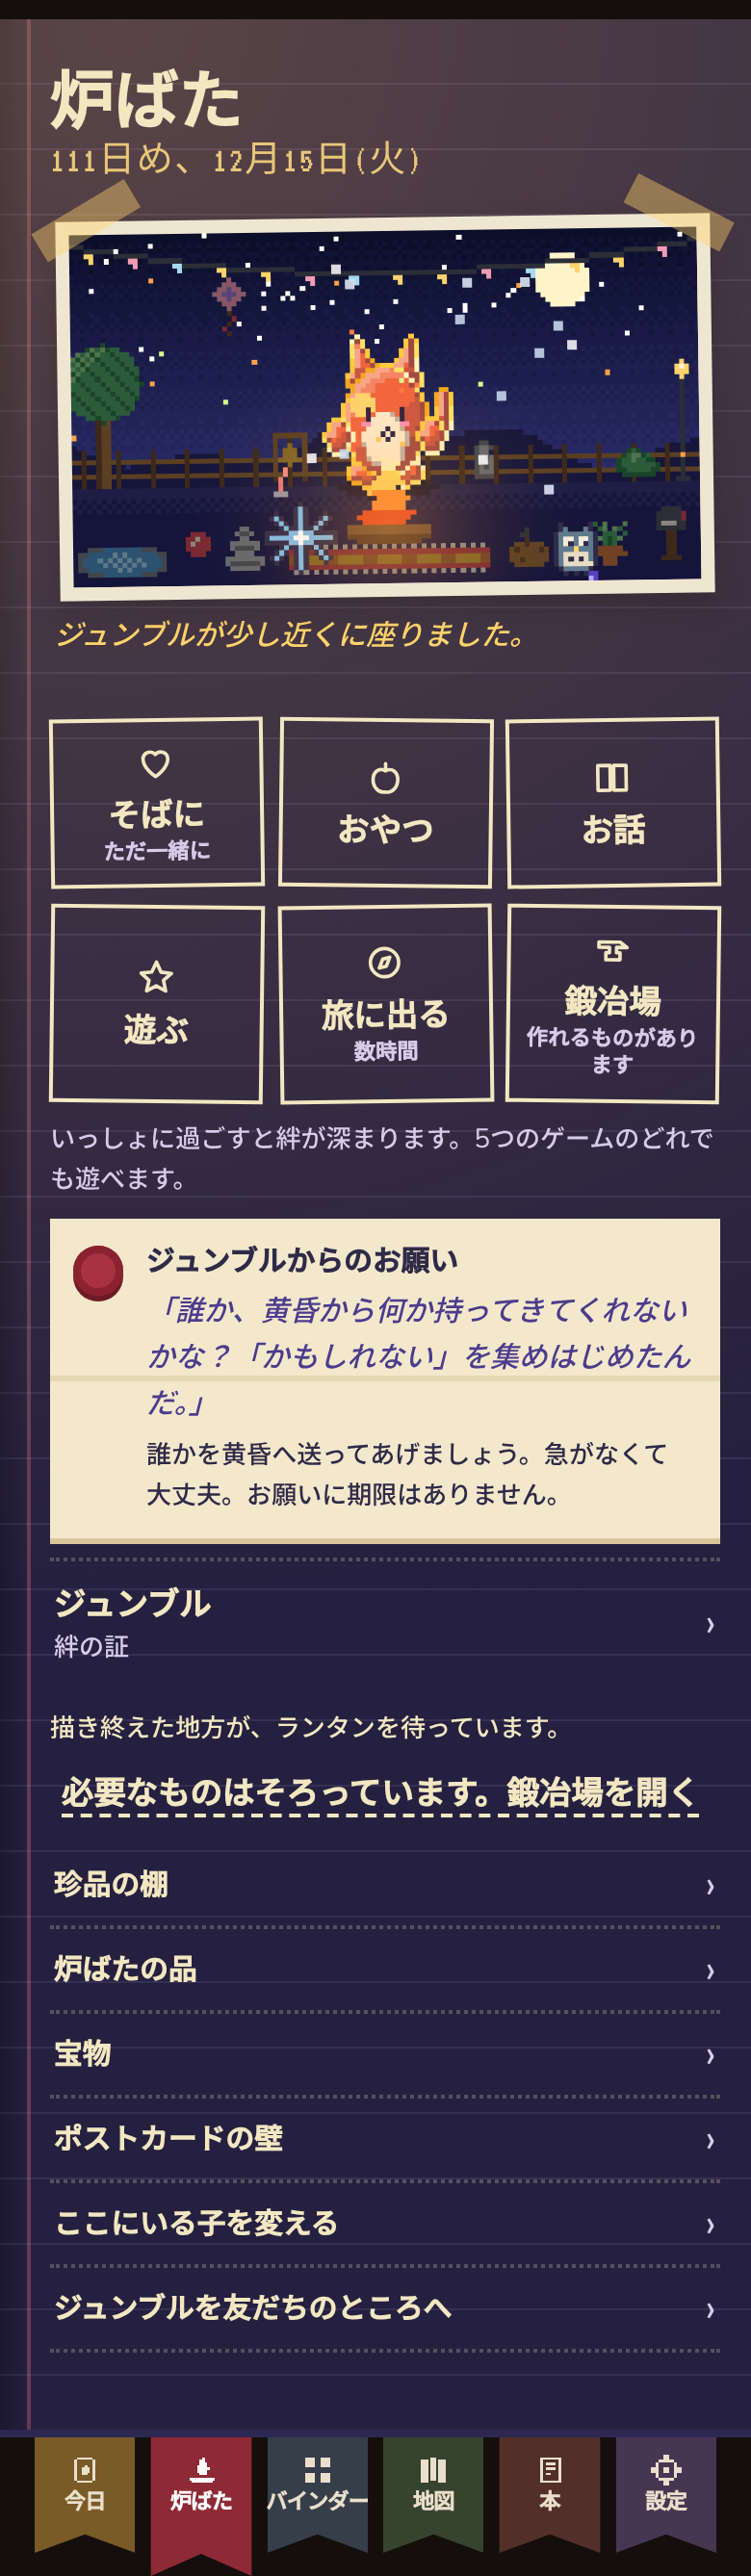 炉ばた
111日め、12月15日(火)
ジュンブルが少し近くに座りました。
そばに
ただ一緒に
おやつ
お話
遊ぶ
旅に出る
数時間
鍛冶場
作れるものがあり
ます
いっしょに過ごすと絆が深まります。5つのゲームのどれで
も遊べます。
ジュンブルからのお願い
「誰か、黄昏から何か持ってきてくれない
かな？「かもしれない」を集めはじめたん
だ。」
誰かを黄昏へ送ってあげましょう。急がなくて
大丈夫。お願いに期限はありません。
ジュンブル
絆の証
描き終えた地方が、ランタンを待っています。
必要なものはそろっています。鍛冶場を開く
珍品の棚
炉ばたの品
宝物
ポストカードの壁
ここにいる子を変える
ジュンブルを友だちのところへ
今日
炉ばた
バインダー
地図
本
設定